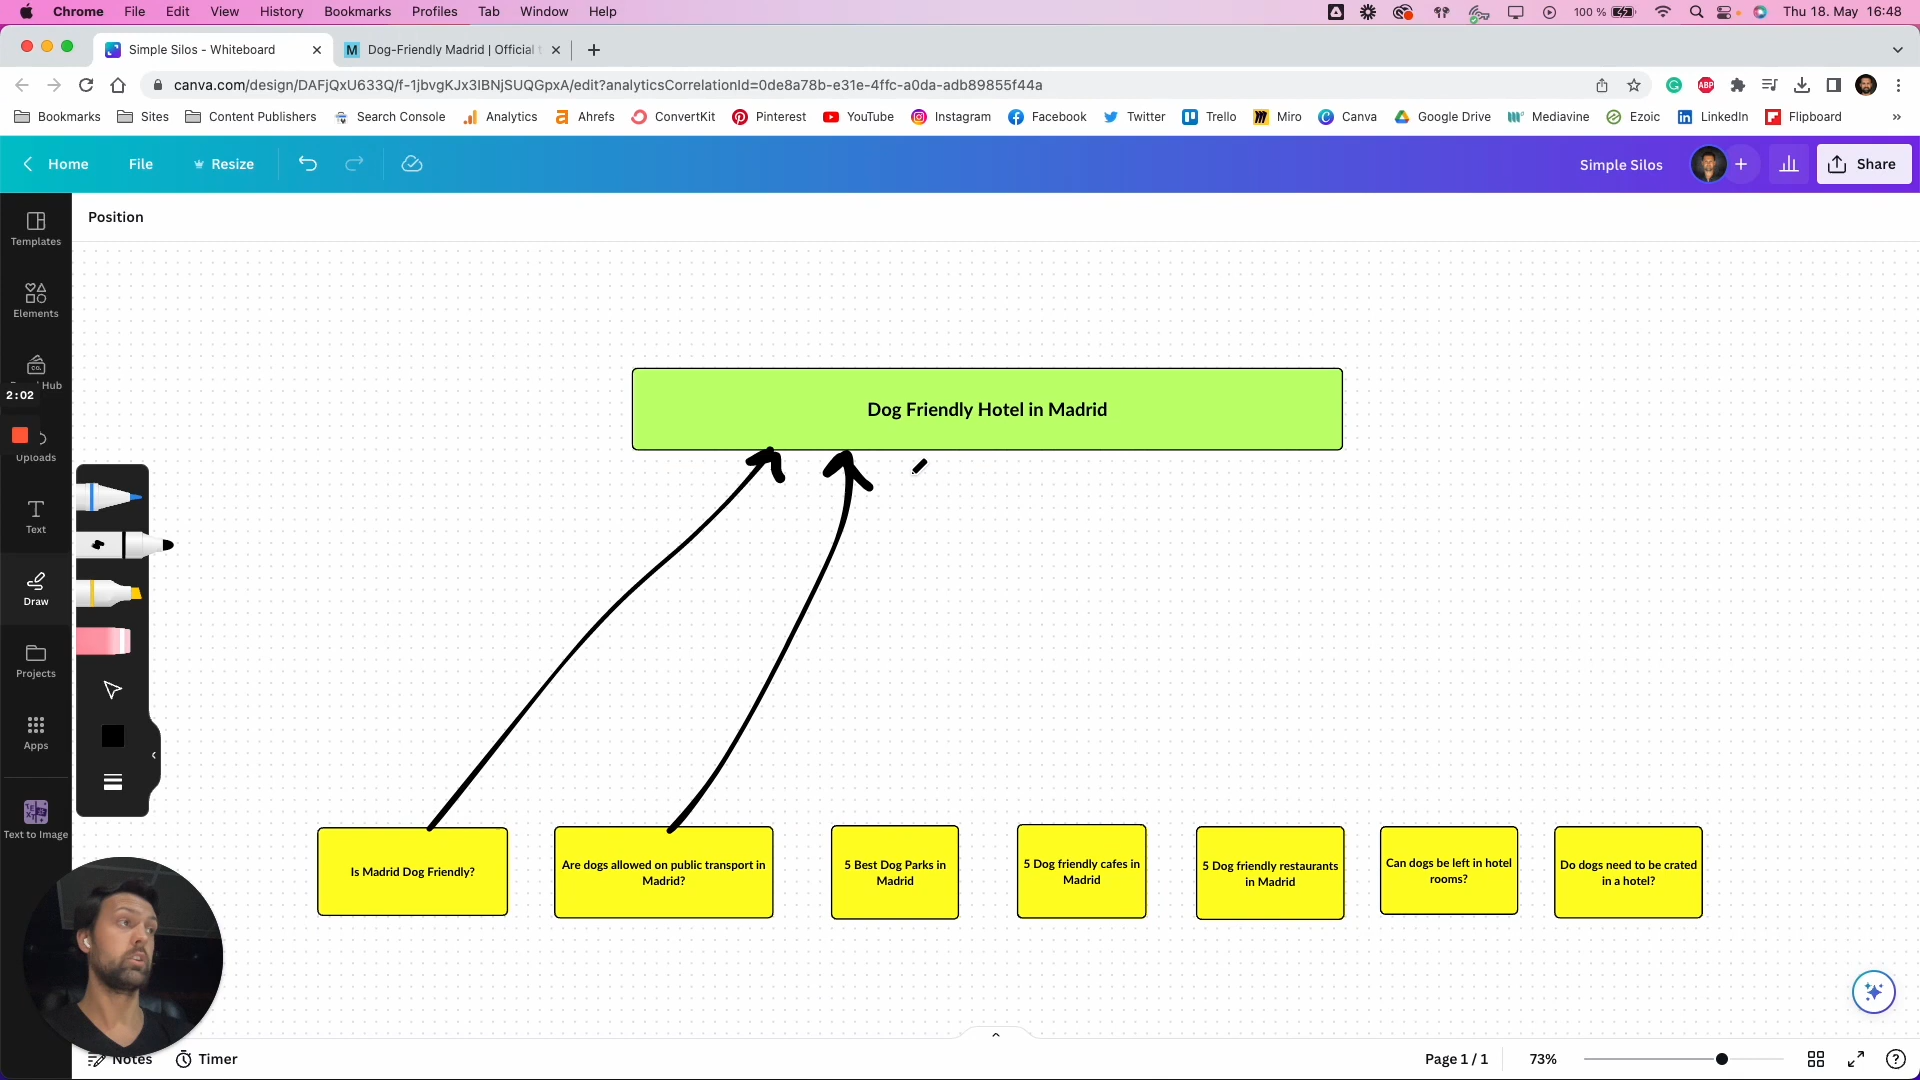 Chrome File Edit View History Bookmarks Profiles Tab Window Help 100 % Thu 18. May 16:48
Simple Silos - Whiteboard Dog-Friendly Madrid | Official
canva.com/design/DAFjQxU633Q/f-1jbvgKJx3lBNjSUQGpxA/edit?analyticsCorrelationId=0de8a78b-e31e-4ffc-a0da-adb89855f44a
Bookmarks Sites Content Publishers Search Console Analytics Ahrefs ConvertKit Pinterest YouTube Instagram Facebook Twitter Trello Miro Canva Google Drive Mediavine Ezoic LinkedIn Flipboard
Home File Resize Simple Silos Share
Position
Templates
Elements
Hub
2:02
Uploads
Text
Draw
Projects
Apps
Text to Image
Dog Friendly Hotel in Madrid
Is Madrid Dog Friendly?
Are dogs allowed on public transport in
Madrid?
5 Best Dog Parks in
Madrid
5 Dog friendly cafes in
Madrid
5 Dog friendly restaurants
in Madrid
Can dogs be left in hotel
rooms?
Do dogs need to be crated
in a hotel?
Notes Timer Page 1 / 1 73%